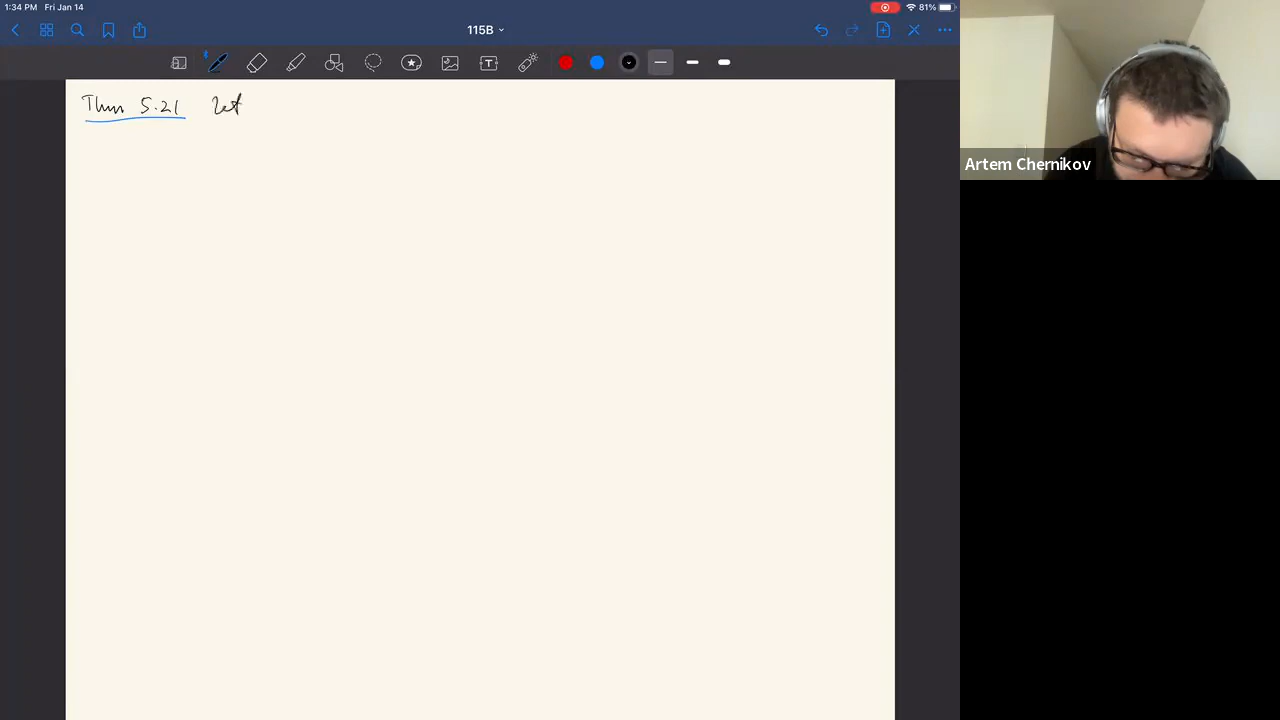 1:34 PM Fri Jan 14
81%
115B
T
Thm 5.21 Let
Artem Chernikov